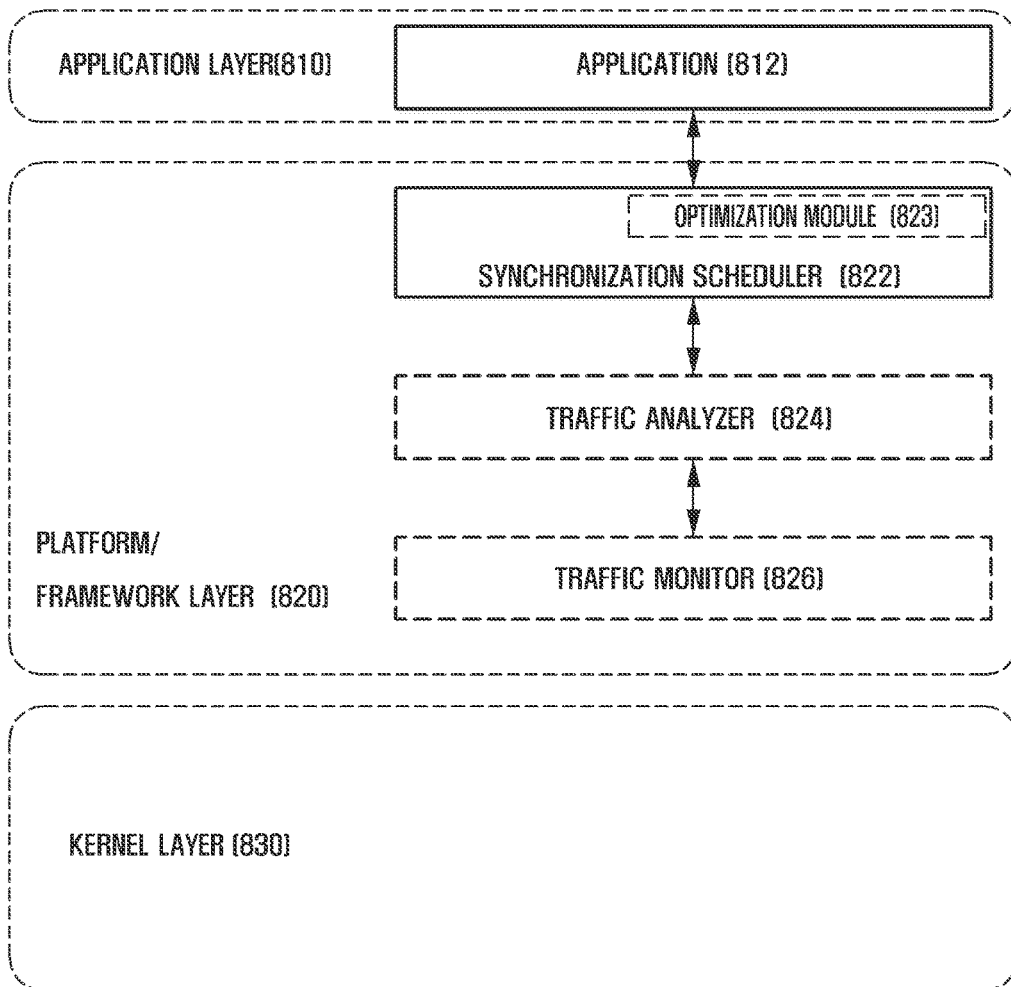 APPLICATION LAYER(810)
APPLICATION (812)
OPTIMIZATION MODULE (823)
SYNCHRONIZATION SCHEDULER (822)
TRAFFIC ANALYZER (824)
TRAFFIC MONITOR (826)
PLATFORM/
FRAMEWORK LAYER (820)
KERNEL LAYER (830)